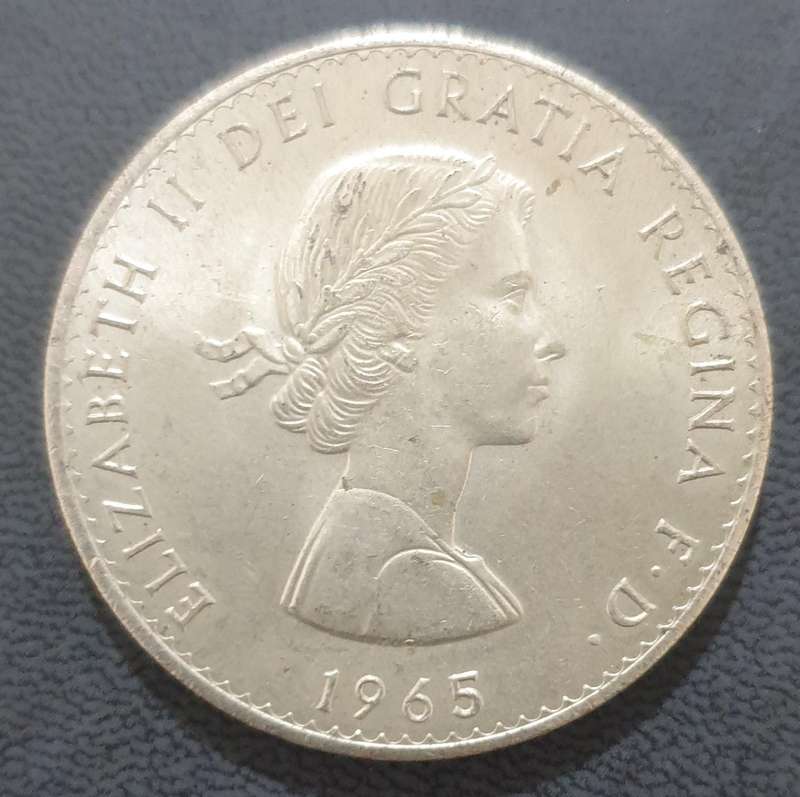 ELIZABETH II DEI GRATIA REGINA F·D·
1965